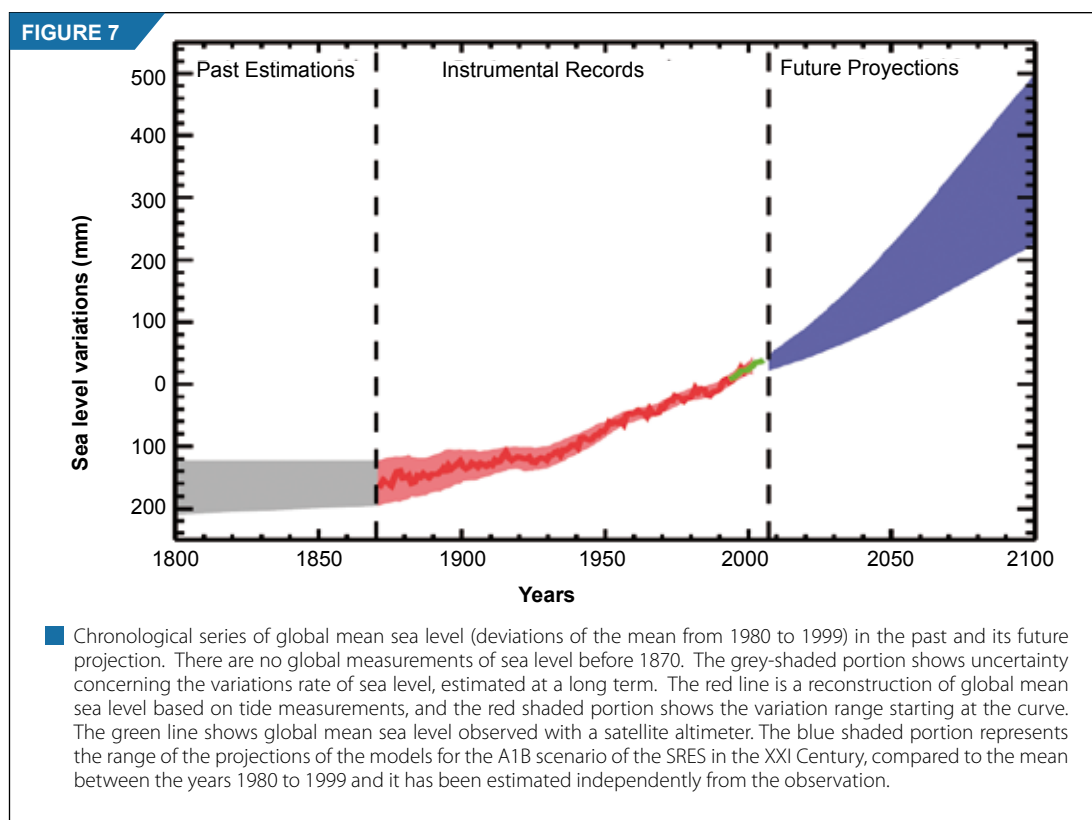 FIGURE 7
Past Estimations
Instrumental Records
Future Proyections
500
400
300
200
100
0
100
200
Sea level variations (mm)
1800
1850
1900
1950
2000
2050
2100
Years
Chronological series of global mean sea level (deviations of the mean from 1980 to 1999) in the past and its future
projection. There are no global measurements of sea level before 1870. The grey-shaded portion shows uncertainty
concerning the variations rate of sea level, estimated at a long term. The red line is a reconstruction of global mean
sea level based on tide measurements, and the red shaded portion shows the variation range starting at the curve.
The green line shows global mean sea level observed with a satellite altimeter. The blue shaded portion represents
the range of the projections of the models for the A1B scenario of the SRES in the XXI Century, compared to the mean
between the years 1980 to 1999 and it has been estimated independently from the observation.